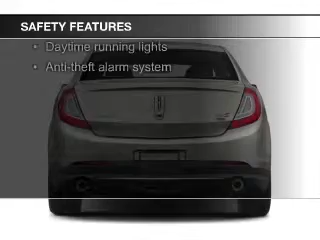 SAFETY FEATURES
• Daytime running lights
• Anti-theft alarm system